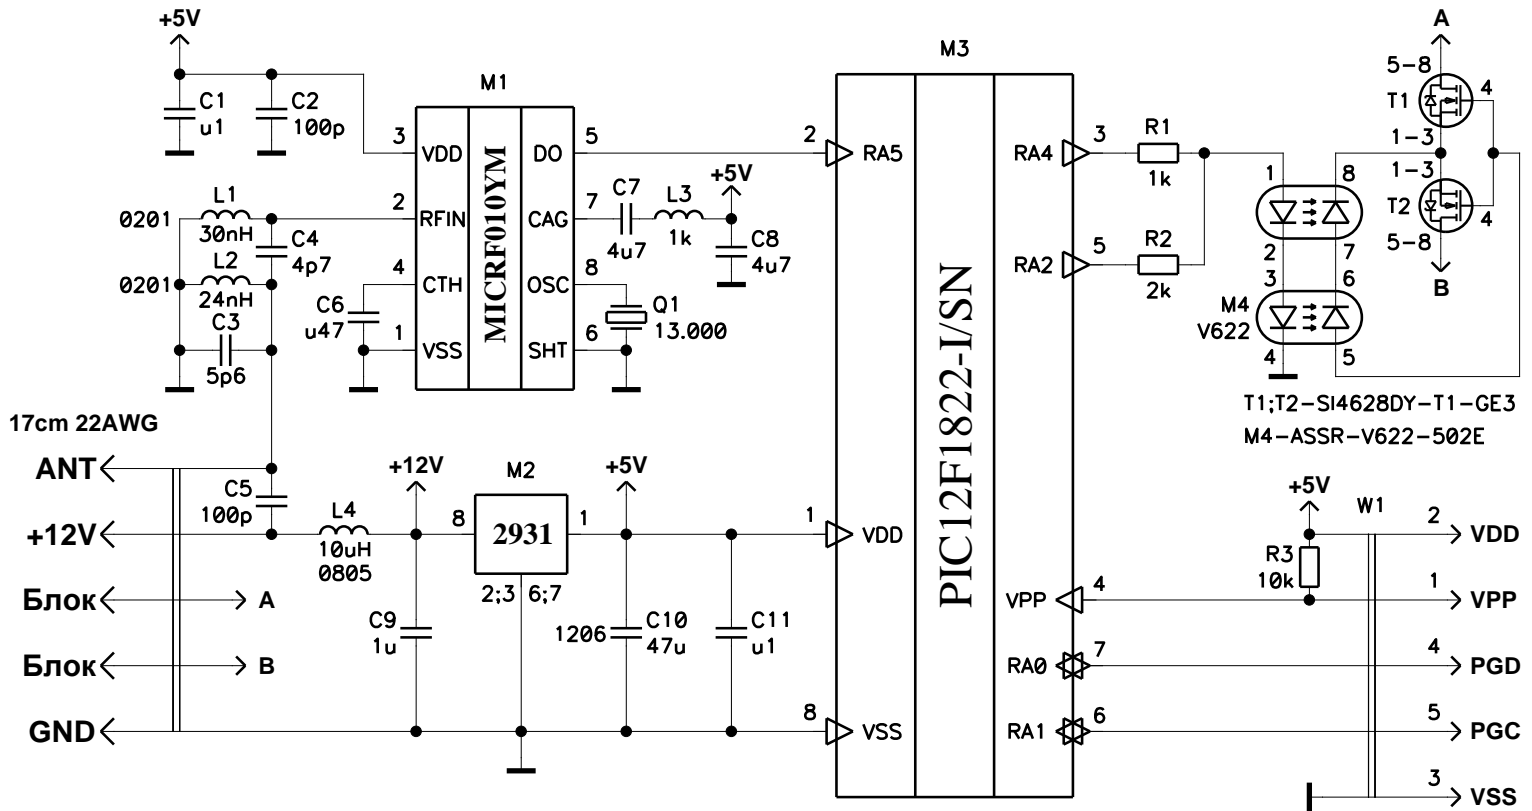 +5V
A
M3
5-8
M1
T1
4
C1
u1
C2
100p
3
VDD
DO
5
2
RA5
RA4
3
R1
1k
1-3
1
8
1-3
T2
4
5-8
B
MICRF010YM
PIC12F1822-I/SN
0201
L1
30nH
2
RFIN
CAG
7
C7
4u7
L3
1k
+5V
C8
4u7
C4
4p7
0201
L2
24nH
4
CTH
OSC
8
RA2
5
R2
2k
2
7
3
6
M4
V622
4
5
C3
5p6
C6
u47
1
VSS
SHT
6
Q1
13.000
T1;T2-SI4628DY-T1-GE3
M4-ASSR-V622-502E
17cm 22AWG
ANT
C5
100p
+12V
L4
10uH
0805
+12V
M2
8
2931
1
2;3
6;7
+5V
1
VDD
+5V
W1
2
VDD
R3
10k
VPP
4
1
VPP
Блок
A
Блок
B
C9
1u
1206
C10
47u
C11
u1
RA0
7
4
PGD
GND
8
VSS
RA1
6
5
PGC
3
VSS